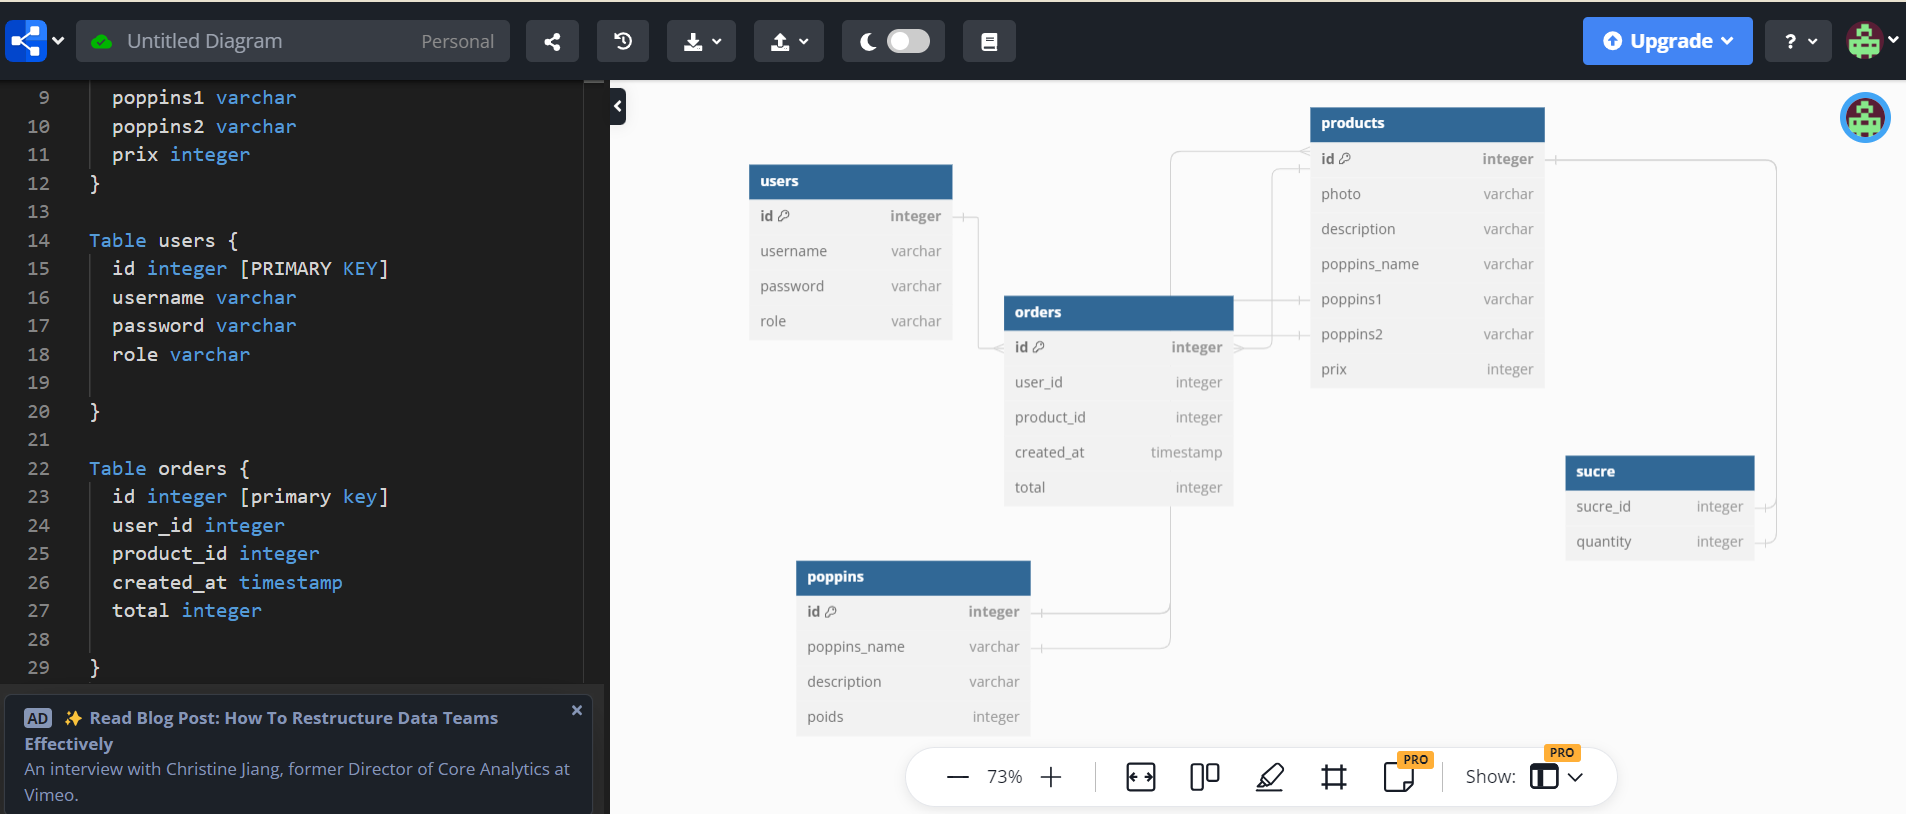 Untitled Diagram
Personal
Upgrade
?
9 poppins1 varchar
10 poppins2 varchar
11 prix integer
12 }
13
14 Table users {
15 id integer [PRIMARY KEY]
16 username varchar
17 password varchar
18 role varchar
19
20 }
21
22 Table orders {
23 id integer [primary key]
24 user_id integer
25 product_id integer
26 created_at timestamp
27 total integer
28
29 }
AD ✨ Read Blog Post: How To Restructure Data Teams
Effectively
An interview with Christine Jiang, former Director of Core Analytics at
Vimeo.
users
id integer
username varchar
password varchar
role varchar
orders
id integer
user_id integer
product_id integer
created_at timestamp
total integer
products
id integer
photo varchar
description varchar
poppins_name varchar
poppins1 varchar
poppins2 varchar
prix integer
sucre
sucre_id integer
quantity integer
poppins
id integer
poppins_name varchar
description varchar
poids integer
73%
PRO
Show:
PRO